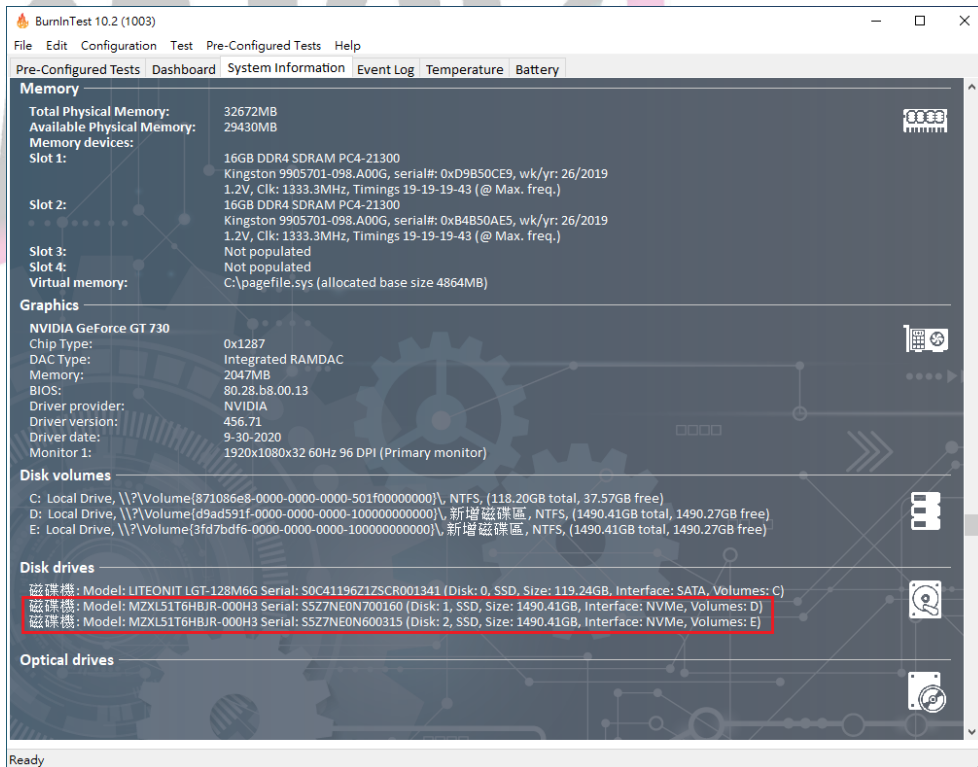 BurnInTest 10.2 (1003)
File Edit Configuration Test Pre-Configured Tests Help
Pre-Configured Tests Dashboard System Information Event Log Temperature Battery
Memory
Total Physical Memory: 32672MB
Available Physical Memory: 29430MB
Memory devices:
Slot 1: 16GB DDR4 SDRAM PC4-21300
Kingston 9905701-098.A00G, serial#: 0xD9B50CE9, wk/yr: 26/2019
1.2V, Clk: 1333.3MHz, Timings 19-19-19-43 (@ Max. freq.)
Slot 2: 16GB DDR4 SDRAM PC4-21300
Kingston 9905701-098.A00G, serial#: 0xB4B50AE5, wk/yr: 26/2019
1.2V, Clk: 1333.3MHz, Timings 19-19-19-43 (@ Max. freq.)
Slot 3: Not populated
Slot 4: Not populated
Virtual memory: C:\pagefile.sys (allocated base size 4864MB)
Graphics
NVIDIA GeForce GT 730
Chip Type: 0x1287
DAC Type: Integrated RAMDAC
Memory: 2047MB
BIOS: 80.28.b8.00.13
Driver provider: NVIDIA
Driver version: 456.71
Driver date: 9-30-2020
Monitor 1: 1920x1080x32 60Hz 96 DPI (Primary monitor)
Disk volumes
C: Local Drive, \\?\Volume{871086e8-0000-0000-0000-501f00000000}\, NTFS, (118.20GB total, 37.57GB free)
D: Local Drive, \\?\Volume{d9ad591f-0000-0000-0000-100000000000}\, 新增磁碟區, NTFS, (1490.41GB total, 1490.27GB free)
E: Local Drive, \\?\Volume{3fd7bdf6-0000-0000-0000-100000000000}\, 新增磁碟區, NTFS, (1490.41GB total, 1490.27GB free)
Disk drives
磁碟機: Model: LITEONIT LGT-128M6G Serial: S0C41196Z1ZSCR001341 (Disk: 0, SSD, Size: 119.24GB, Interface: SATA, Volumes: C)
磁碟機: Model: MZXL51T6HBJR-000H3 Serial: S5Z7NE0N700160 (Disk: 1, SSD, Size: 1490.41GB, Interface: NVMe, Volumes: D)
磁碟機: Model: MZXL51T6HBJR-000H3 Serial: S5Z7NE0N600315 (Disk: 2, SSD, Size: 1490.41GB, Interface: NVMe, Volumes: E)
Optical drives
Ready